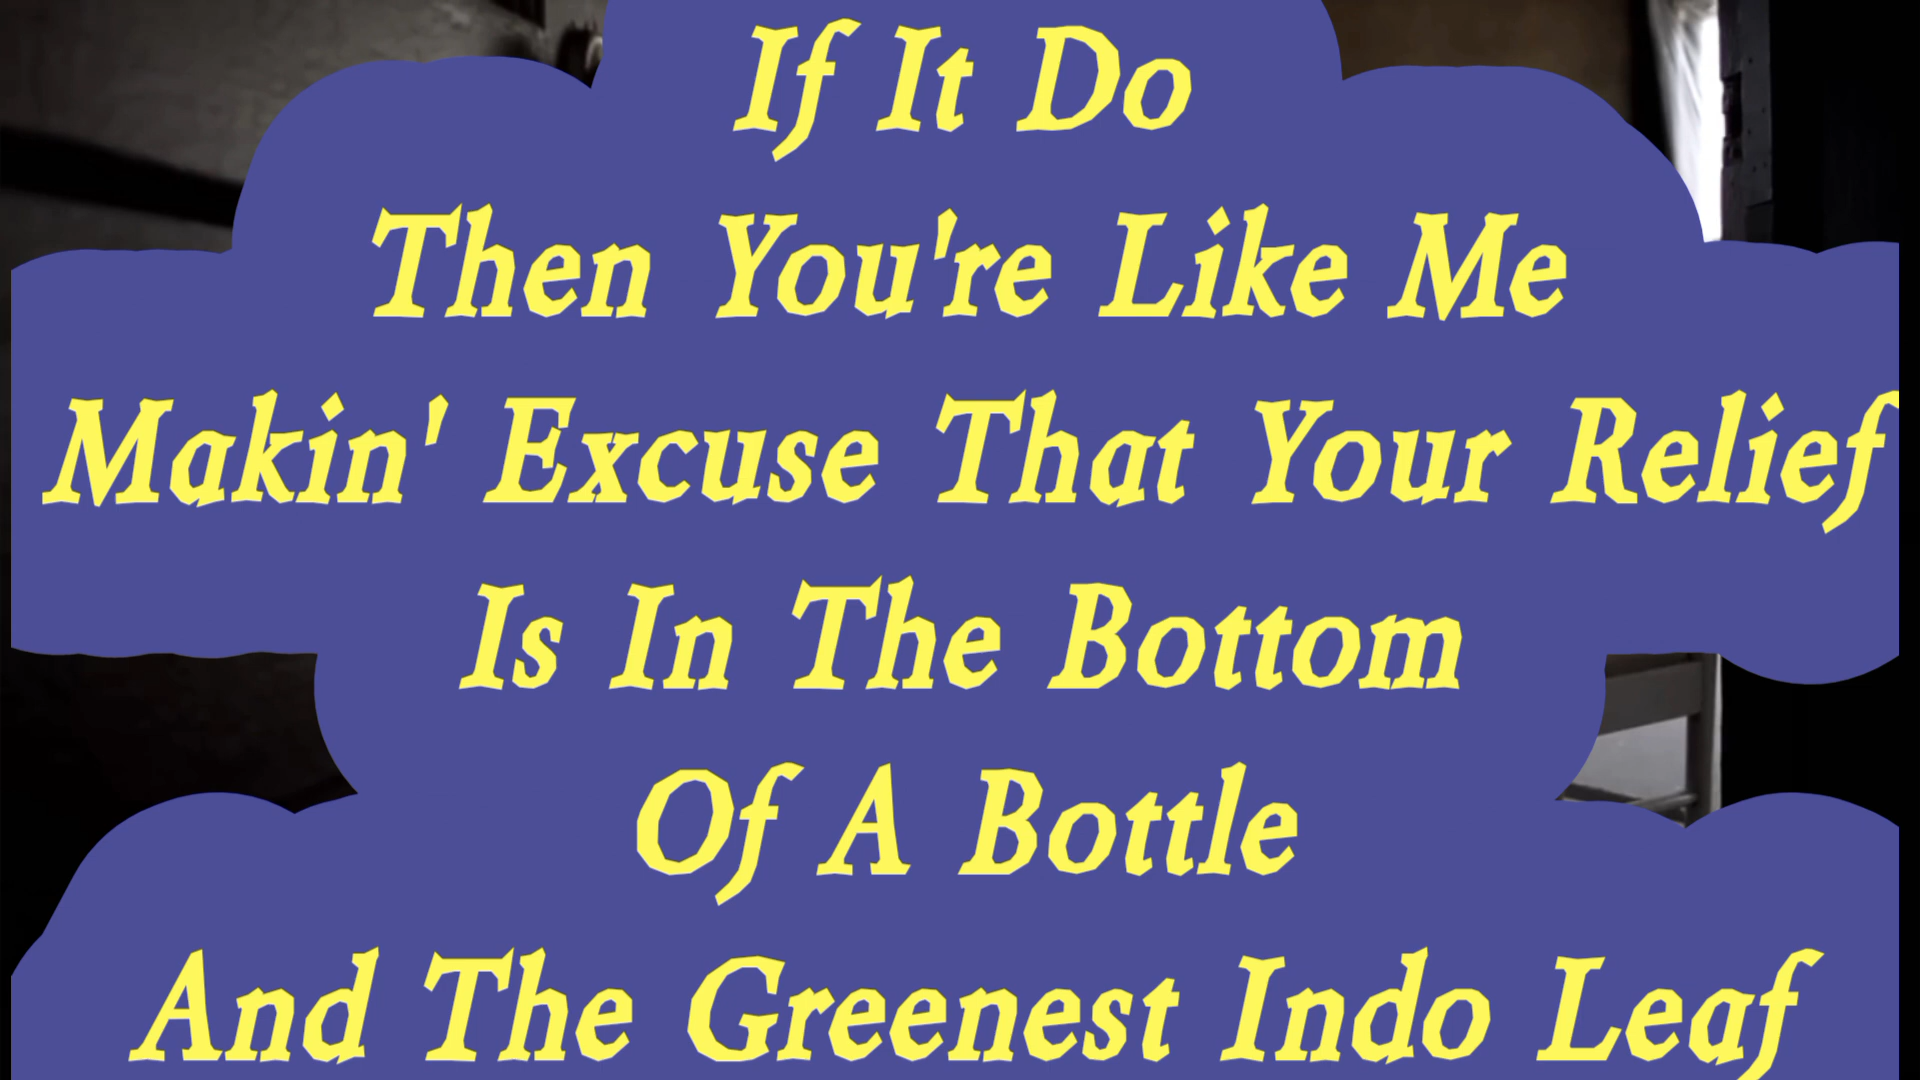 If It Do
Then You're Like Me
Makin' Excuse That Your Relief
Is In The Bottom
Of A Bottle
And The Greenest Indo Leaf